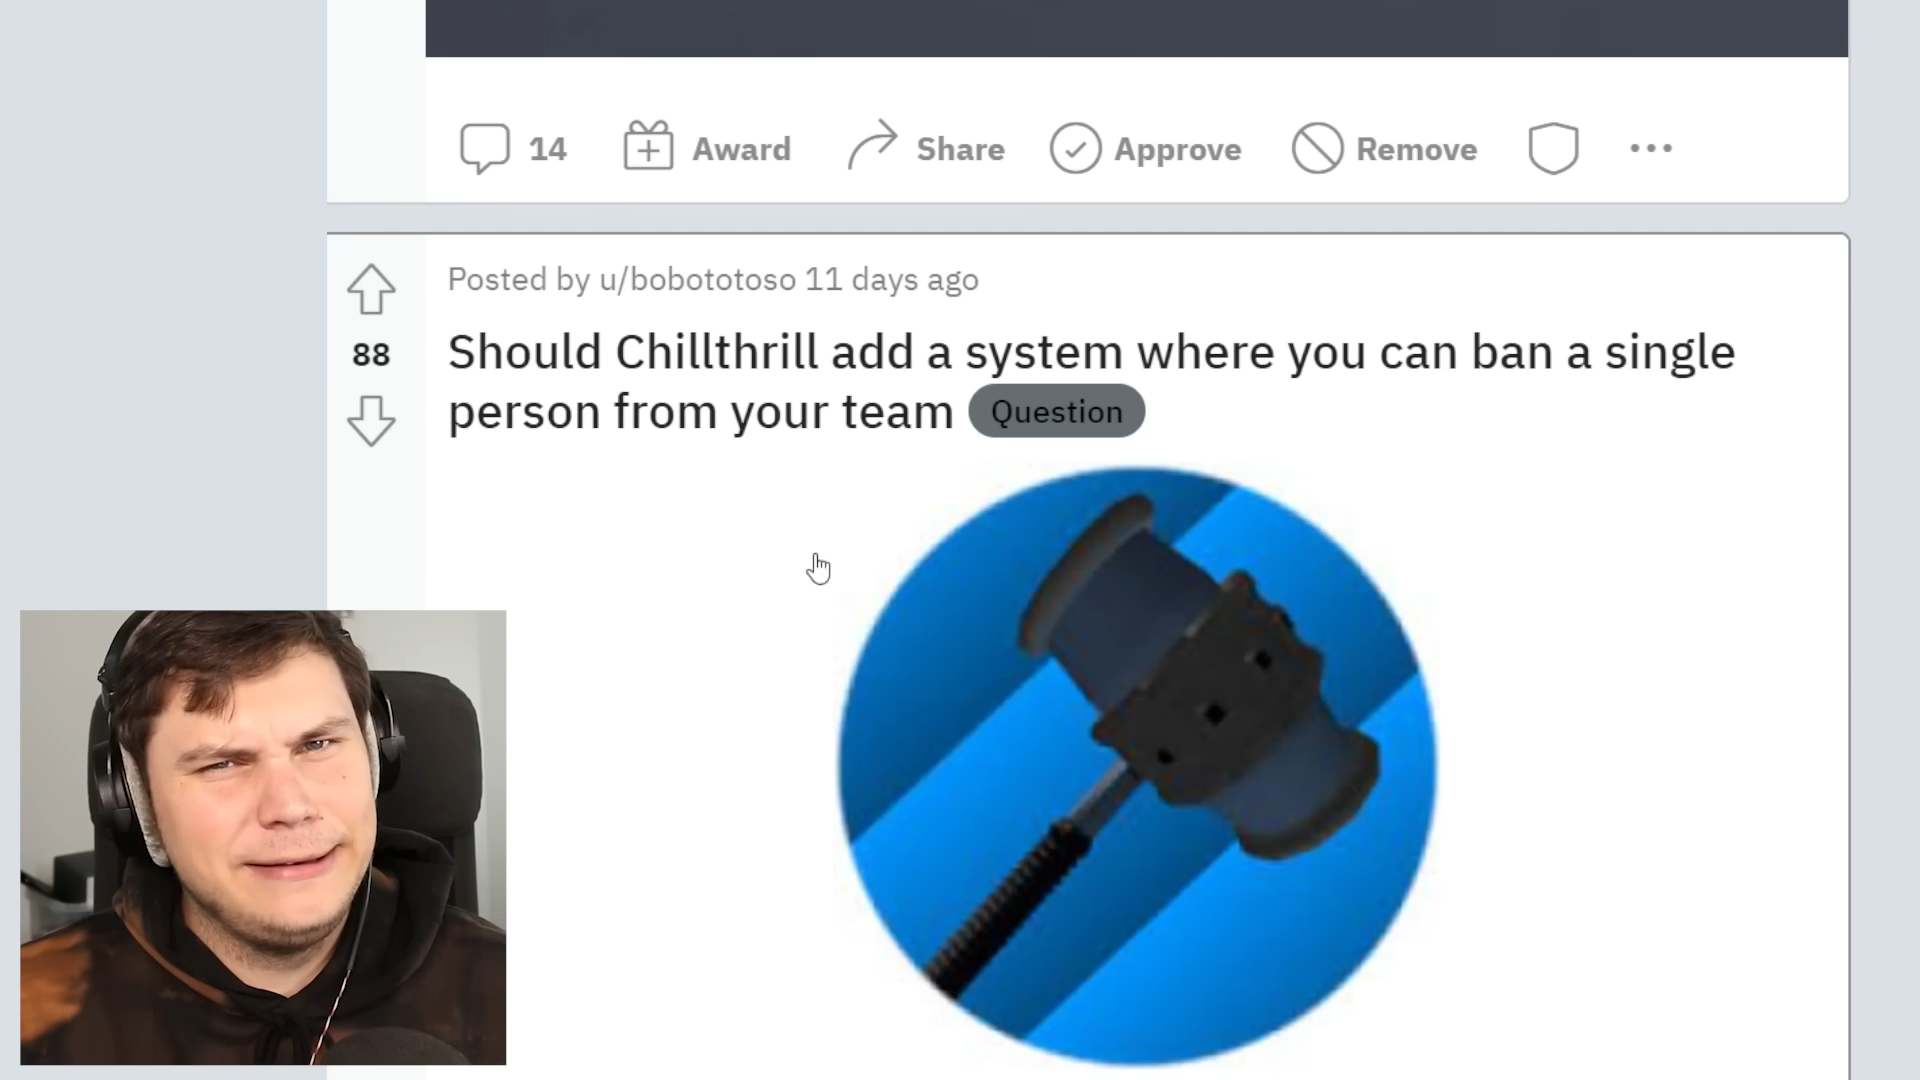 14 Award Share Approve Remove
Posted by u/bobototoso 11 days ago
88
Should Chillthrill add a system where you can ban a single
person from your team Question